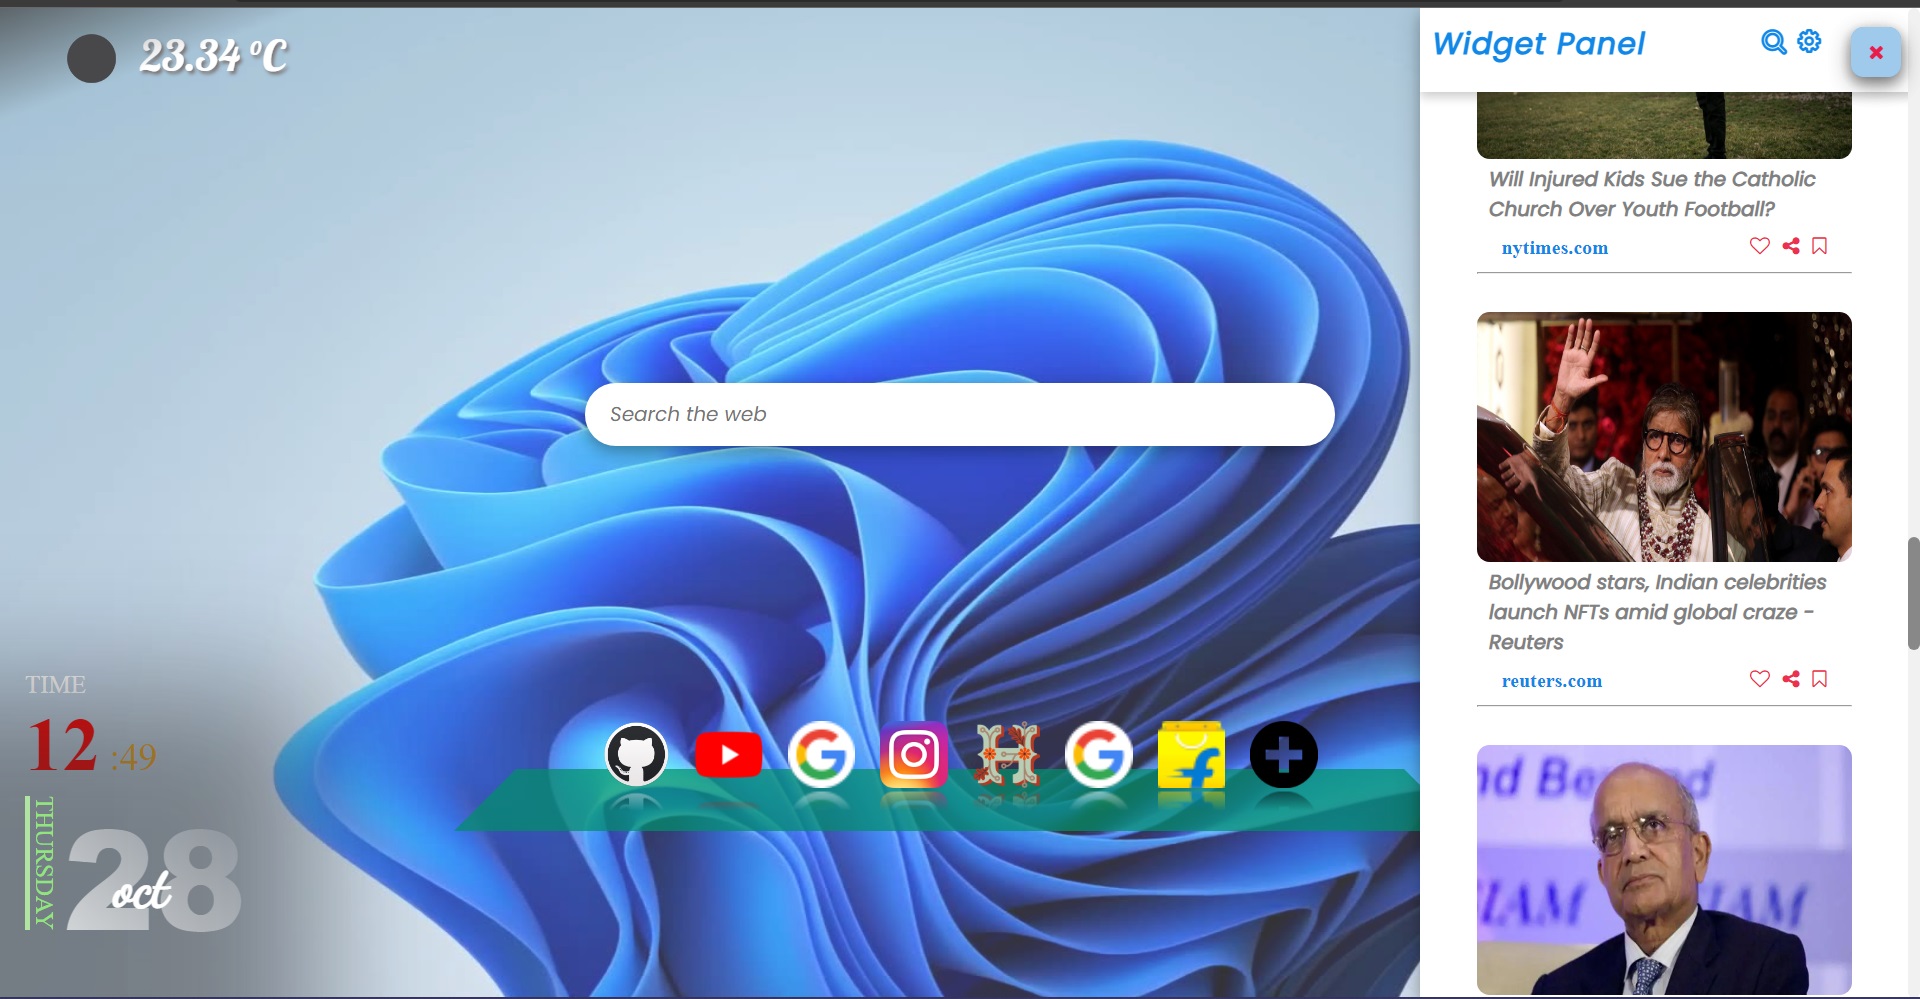 23.34 °C
Widget Panel
Will Injured Kids Sue the Catholic
Church Over Youth Football?
nytimes.com
Search the web
Bollywood stars, Indian celebrities
launch NFTs amid global craze -
Reuters
reuters.com
TIME
12 :49
THURSDAY
28
oct